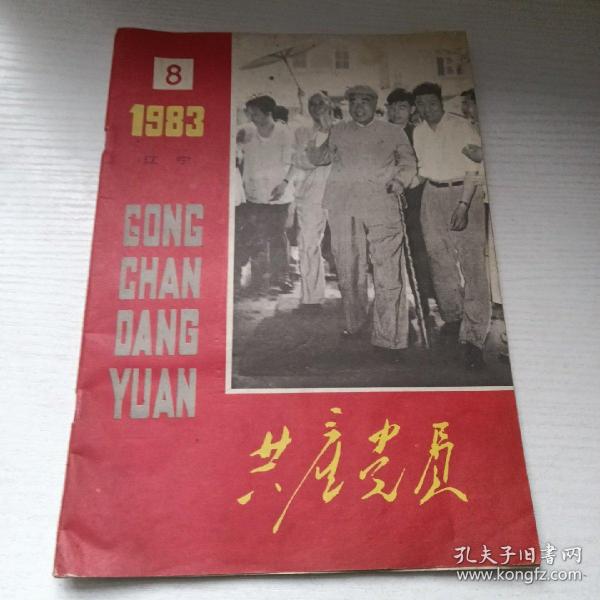 8
1983
辽宁
GONG
CHAN
DANG
YUAN
共产党员
孔夫子旧书网
www.kongfz.com